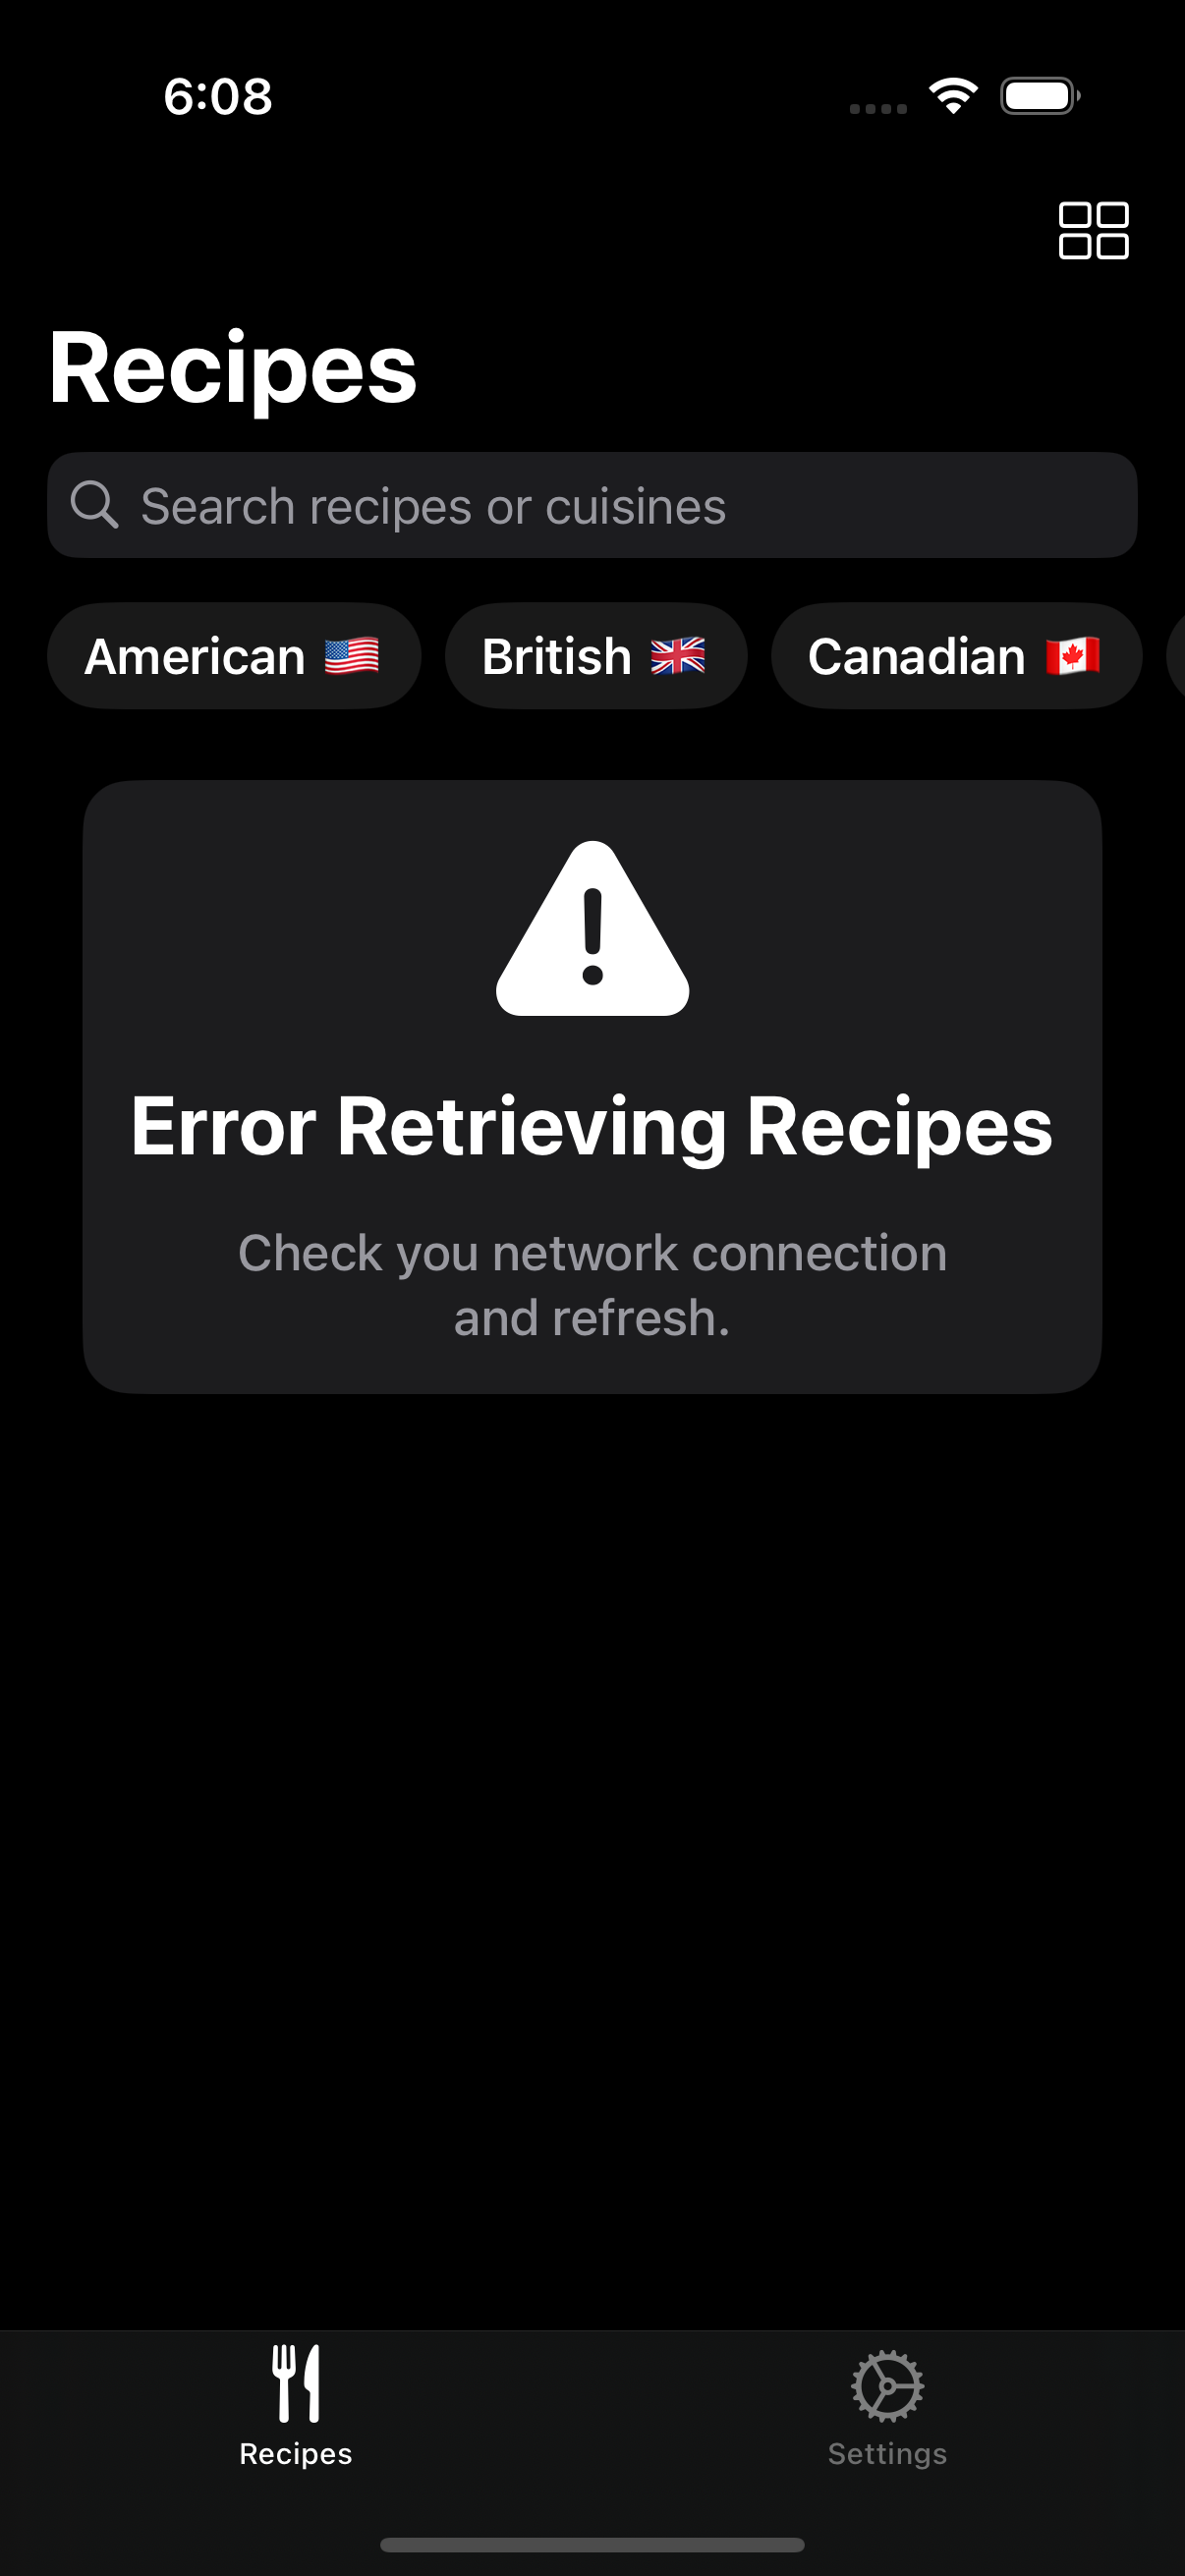 6:08
Recipes
Search recipes or cuisines
American 🇺🇸 British 🇬🇧 Canadian 🇨🇦
Error Retrieving Recipes
Check you network connection
and refresh.
Recipes Settings